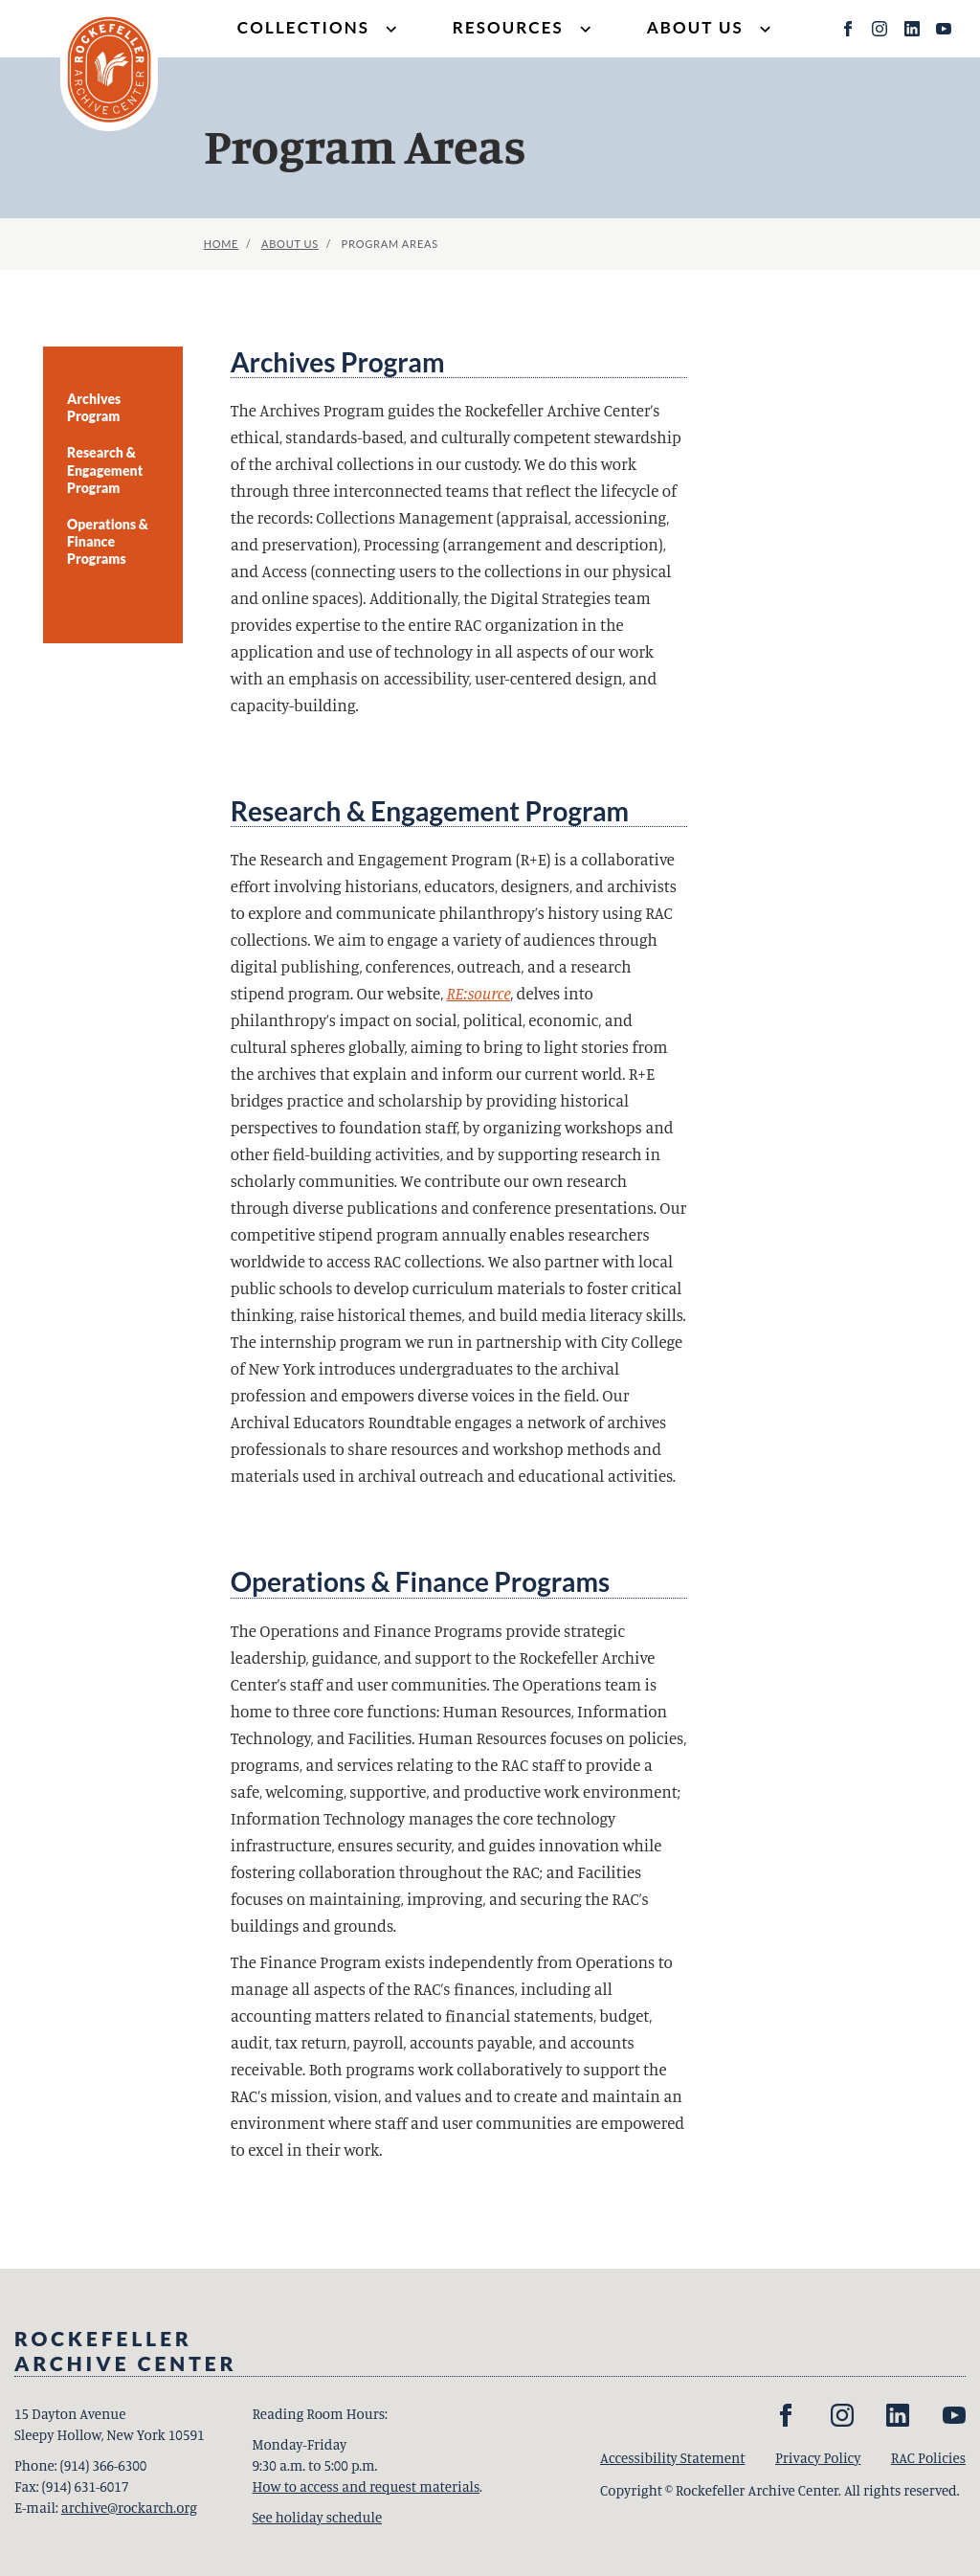 COLLECTIONS
RESOURCES
ABOUT US
ROCKEFELLER
ARCHIVE CENTER
Program Areas
HOME / ABOUT US / PROGRAM AREAS
Archives
Program
Research &
Engagement
Program
Operations &
Finance
Programs
Archives Program
The Archives Program guides the Rockefeller Archive Center’s
ethical, standards-based, and culturally competent stewardship
of the archival collections in our custody. We do this work
through three interconnected teams that reflect the lifecycle of
the records: Collections Management (appraisal, accessioning,
and preservation), Processing (arrangement and description),
and Access (connecting users to the collections in our physical
and online spaces). Additionally, the Digital Strategies team
provides expertise to the entire RAC organization in the
application and use of technology in all aspects of our work
with an emphasis on accessibility, user-centered design, and
capacity-building.
Research & Engagement Program
The Research and Engagement Program (R+E) is a collaborative
effort involving historians, educators, designers, and archivists
to explore and communicate philanthropy’s history using RAC
collections. We aim to engage a variety of audiences through
digital publishing, conferences, outreach, and a research
stipend program. Our website, RE:source, delves into
philanthropy’s impact on social, political, economic, and
cultural spheres globally, aiming to bring to light stories from
the archives that explain and inform our current world. R+E
bridges practice and scholarship by providing historical
perspectives to foundation staff, by organizing workshops and
other field-building activities, and by supporting research in
scholarly communities. We contribute our own research
through diverse publications and conference presentations. Our
competitive stipend program annually enables researchers
worldwide to access RAC collections. We also partner with local
public schools to develop curriculum materials to foster critical
thinking, raise historical themes, and build media literacy skills.
The internship program we run in partnership with City College
of New York introduces undergraduates to the archival
profession and empowers diverse voices in the field. Our
Archival Educators Roundtable engages a network of archives
professionals to share resources and workshop methods and
materials used in archival outreach and educational activities.
Operations & Finance Programs
The Operations and Finance Programs provide strategic
leadership, guidance, and support to the Rockefeller Archive
Center’s staff and user communities. The Operations team is
home to three core functions: Human Resources, Information
Technology, and Facilities. Human Resources focuses on policies,
programs, and services relating to the RAC staff to provide a
safe, welcoming, supportive, and productive work environment;
Information Technology manages the core technology
infrastructure, ensures security, and guides innovation while
fostering collaboration throughout the RAC; and Facilities
focuses on maintaining, improving, and securing the RAC’s
buildings and grounds.
The Finance Program exists independently from Operations to
manage all aspects of the RAC’s finances, including all
accounting matters related to financial statements, budget,
audit, tax return, payroll, accounts payable, and accounts
receivable. Both programs work collaboratively to support the
RAC’s mission, vision, and values and to create and maintain an
environment where staff and user communities are empowered
to excel in their work.
ROCKEFELLER
ARCHIVE CENTER
15 Dayton Avenue
Sleepy Hollow, New York 10591
Phone: (914) 366-6300
Fax: (914) 631-6017
E-mail: archive@rockarch.org
Reading Room Hours:
Monday-Friday
9:30 a.m. to 5:00 p.m.
How to access and request materials.
See holiday schedule
Accessibility Statement
Privacy Policy
RAC Policies
Copyright © Rockefeller Archive Center. All rights reserved.